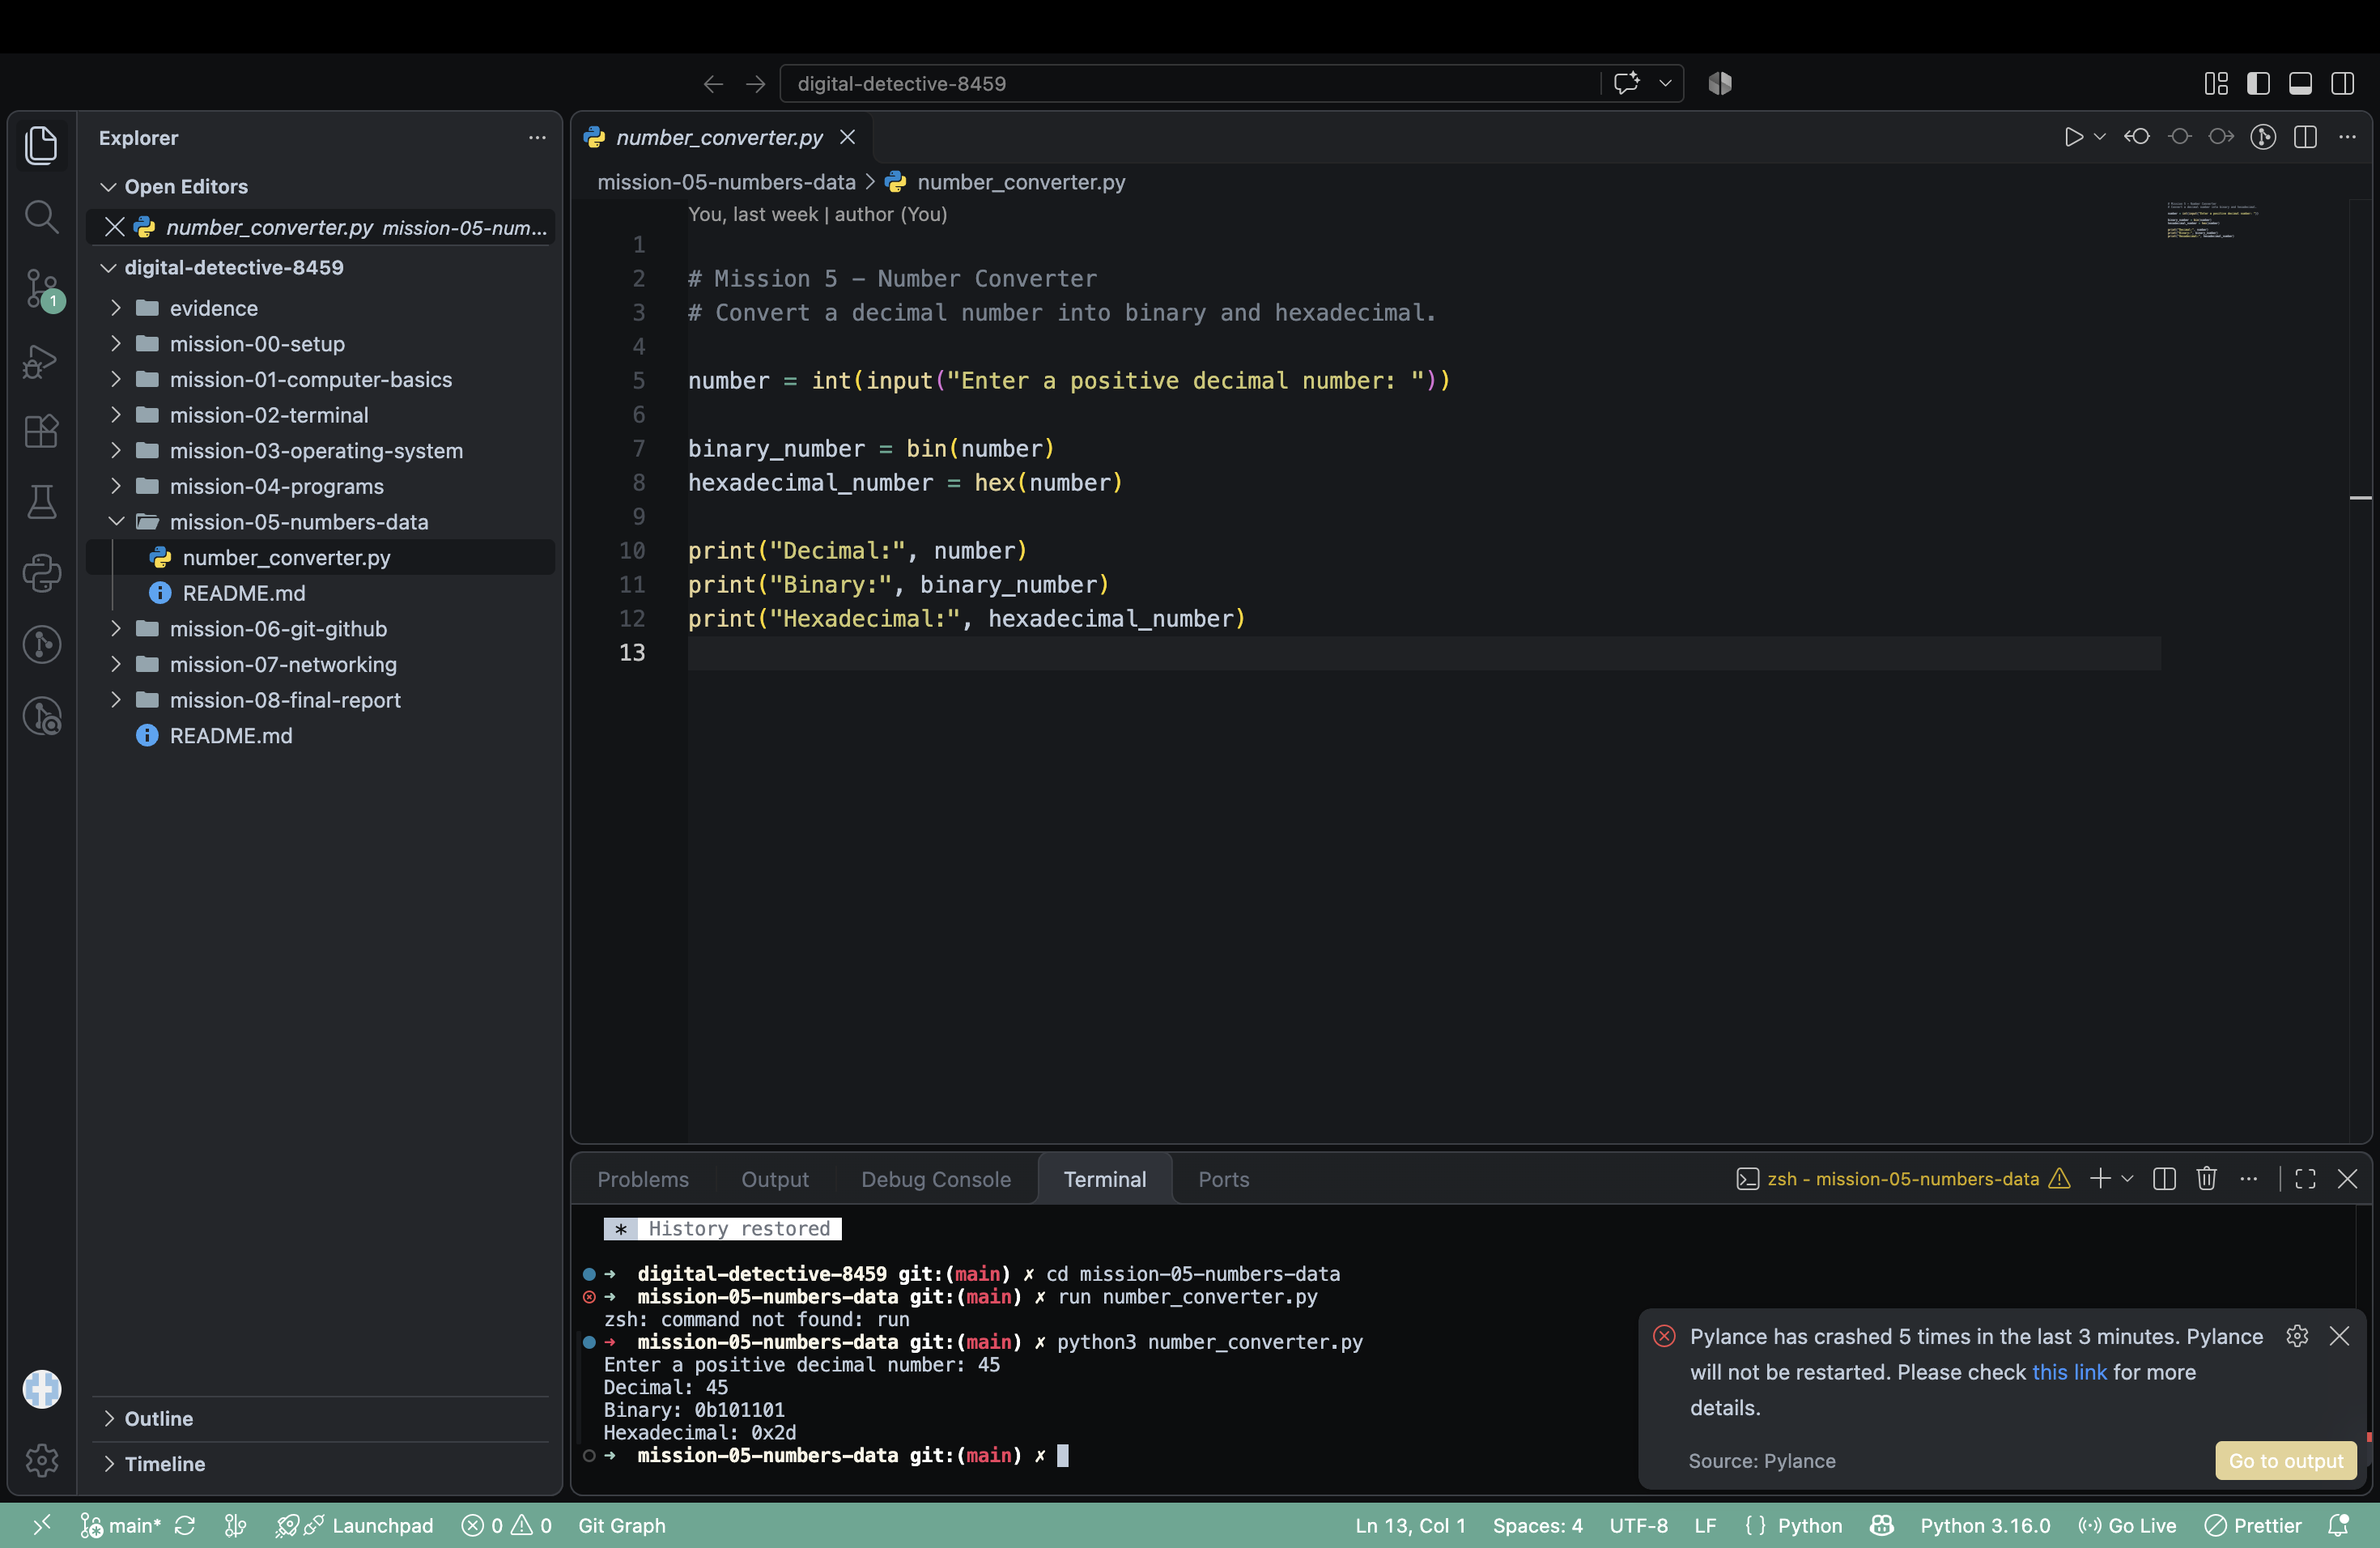 digital-detective-8459
Explorer
Open Editors
number_converter.py mission-05-num...
digital-detective-8459
evidence
mission-00-setup
mission-01-computer-basics
mission-02-terminal
mission-03-operating-system
mission-04-programs
mission-05-numbers-data
number_converter.py
README.md
mission-06-git-github
mission-07-networking
mission-08-final-report
README.md
Outline
Timeline
1
number_converter.py
mission-05-numbers-data > number_converter.py
You, last week | author (You)
1
2 # Mission 5 – Number Converter
3 # Convert a decimal number into binary and hexadecimal.
4
5 number = int(input("Enter a positive decimal number: "))
6
7 binary_number = bin(number)
8 hexadecimal_number = hex(number)
9
10 print("Decimal:", number)
11 print("Binary:", binary_number)
12 print("Hexadecimal:", hexadecimal_number)
13
Problems Output Debug Console Terminal Ports
zsh - mission-05-numbers-data
* History restored
➜ digital-detective-8459 git:(main) ✗ cd mission-05-numbers-data
➜ mission-05-numbers-data git:(main) ✗ run number_converter.py
zsh: command not found: run
➜ mission-05-numbers-data git:(main) ✗ python3 number_converter.py
Enter a positive decimal number: 45
Decimal: 45
Binary: 0b101101
Hexadecimal: 0x2d
➜ mission-05-numbers-data git:(main) ✗
Pylance has crashed 5 times in the last 3 minutes. Pylance
will not be restarted. Please check this link for more
details.
Source: Pylance
Go to output
main* Launchpad 0 0 Git Graph Ln 13, Col 1 Spaces: 4 UTF-8 LF {} Python Python 3.16.0 Go Live Prettier